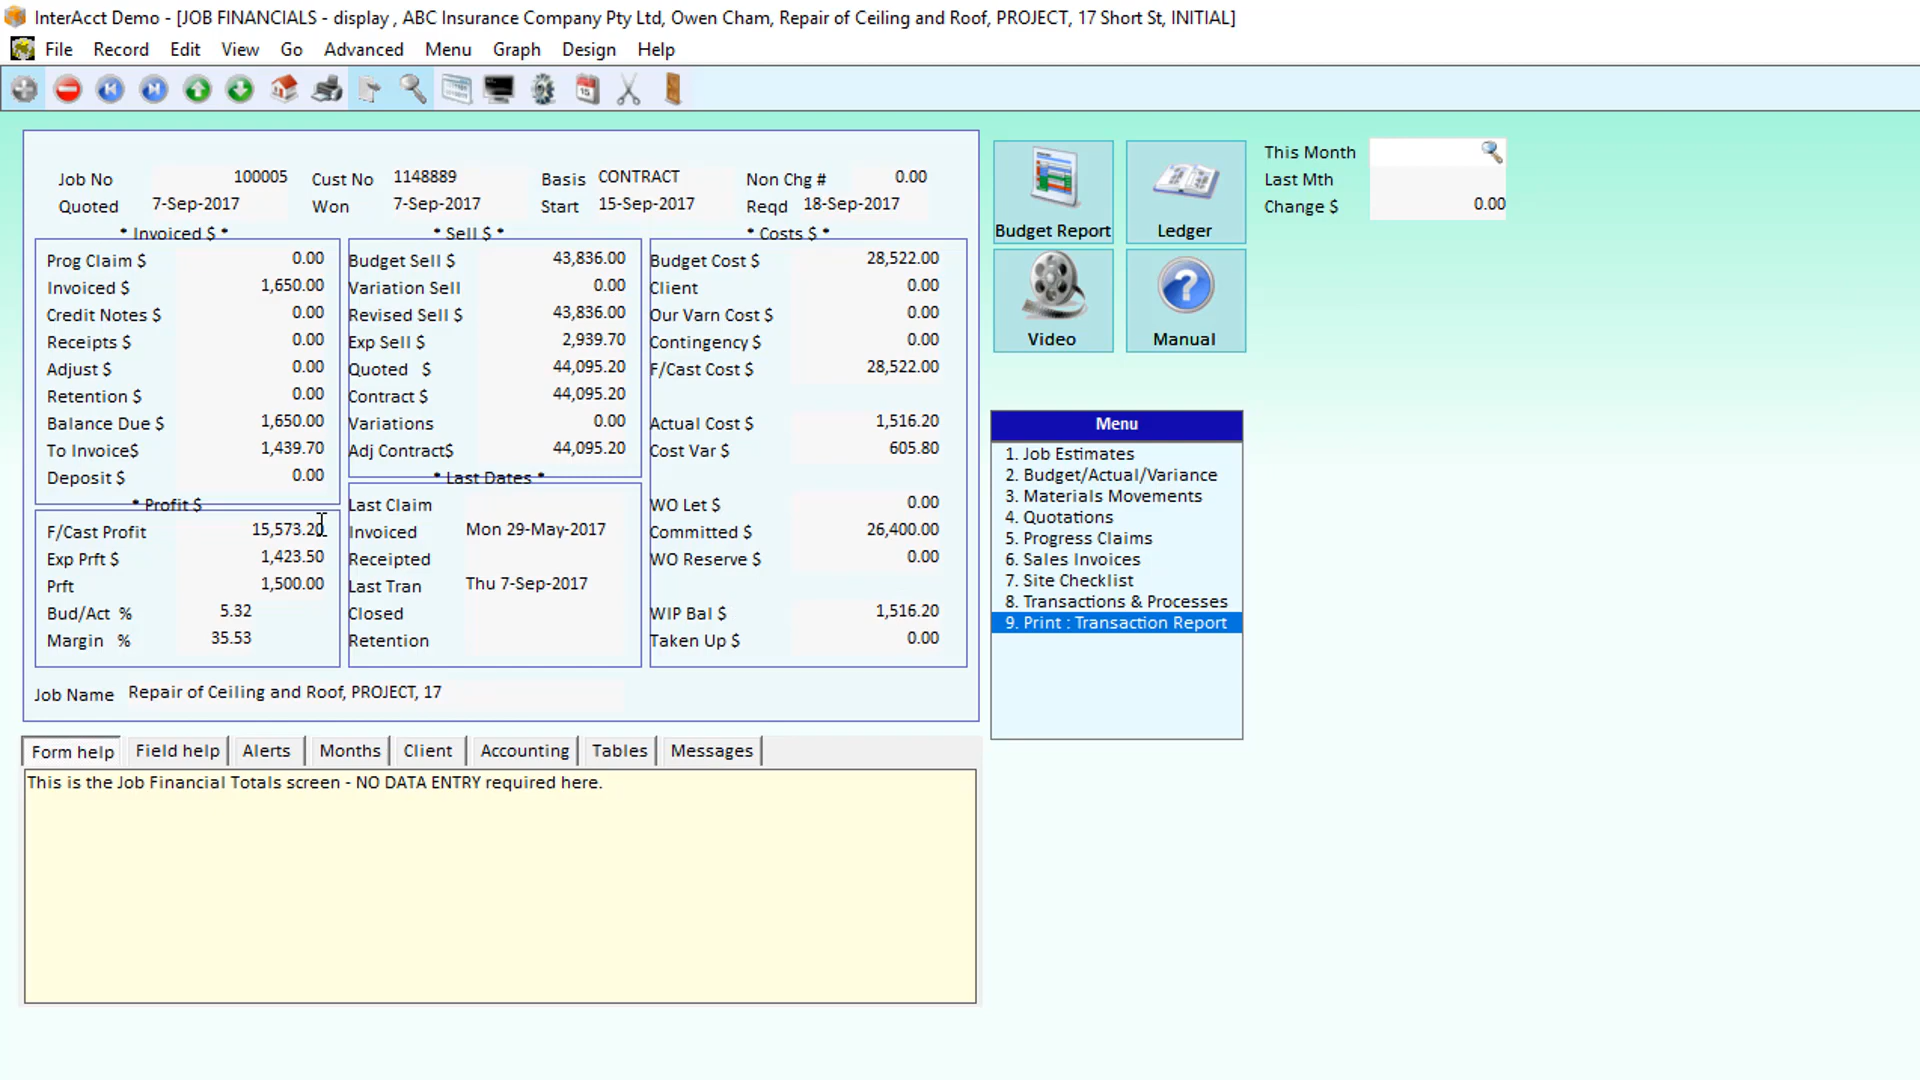 InterAcct Demo - [JOB FINANCIALS - display , ABC Insurance Company Pty Ltd, Owen Cham, Repair of Ceiling and Roof, PROJECT, 17 Short St, INITIAL]
File Record Edit View Go Advanced Menu Graph Design Help
15
Job No 100005 Cust No 1148889 Basis CONTRACT Non Chg # 0.00
Quoted 7-Sep-2017 Won 7-Sep-2017 Start 15-Sep-2017 Reqd 18-Sep-2017
* Invoiced $ *
Prog Claim $ 0.00
Invoiced $ 1,650.00
Credit Notes $ 0.00
Receipts $ 0.00
Adjust $ 0.00
Retention $ 0.00
Balance Due $ 1,650.00
To Invoice$ 1,439.70
Deposit $ 0.00
* Profit $
F/Cast Profit 15,573.20
Exp Prft $ 1,423.50
Prft 1,500.00
Bud/Act % 5.32
Margin % 35.53
* Sell $ *
Budget Sell $ 43,836.00
Variation Sell 0.00
Revised Sell $ 43,836.00
Exp Sell $ 2,939.70
Quoted $ 44,095.20
Contract $ 44,095.20
Variations 0.00
Adj Contract$ 44,095.20
* Last Dates *
Last Claim
Invoiced Mon 29-May-2017
Receipted
Last Tran Thu 7-Sep-2017
Closed
Retention
* Costs $ *
Budget Cost $ 28,522.00
Client 0.00
Our Varn Cost $ 0.00
Contingency $ 0.00
F/Cast Cost $ 28,522.00
Actual Cost $ 1,516.20
Cost Var $ 605.80
WO Let $ 0.00
Committed $ 26,400.00
WO Reserve $ 0.00
WIP Bal $ 1,516.20
Taken Up $ 0.00
Job Name Repair of Ceiling and Roof, PROJECT, 17
Budget Report Ledger
Video Manual
This Month
Last Mth
Change $ 0.00
Menu
1. Job Estimates
2. Budget/Actual/Variance
3. Materials Movements
4. Quotations
5. Progress Claims
6. Sales Invoices
7. Site Checklist
8. Transactions & Processes
9. Print : Transaction Report
Form help Field help Alerts Months Client Accounting Tables Messages
This is the Job Financial Totals screen - NO DATA ENTRY required here.